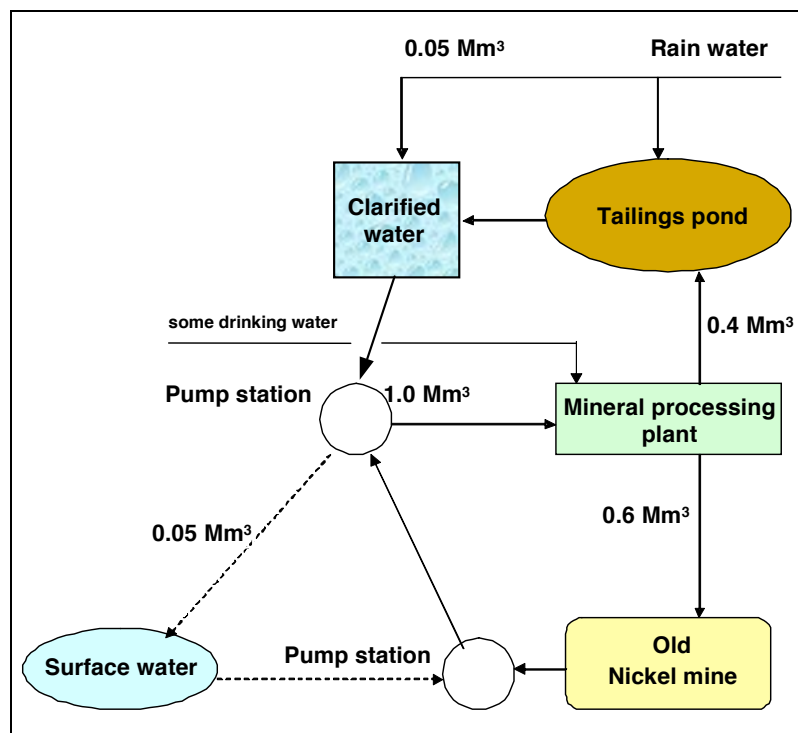 0.05 Mm³
Rain water
Clarified
water
Tailings pond
some drinking water
0.4 Mm³
Pump station
1.0 Mm³
Mineral processing
plant
0.05 Mm³
0.6 Mm³
Surface water
Pump station
Old
Nickel mine